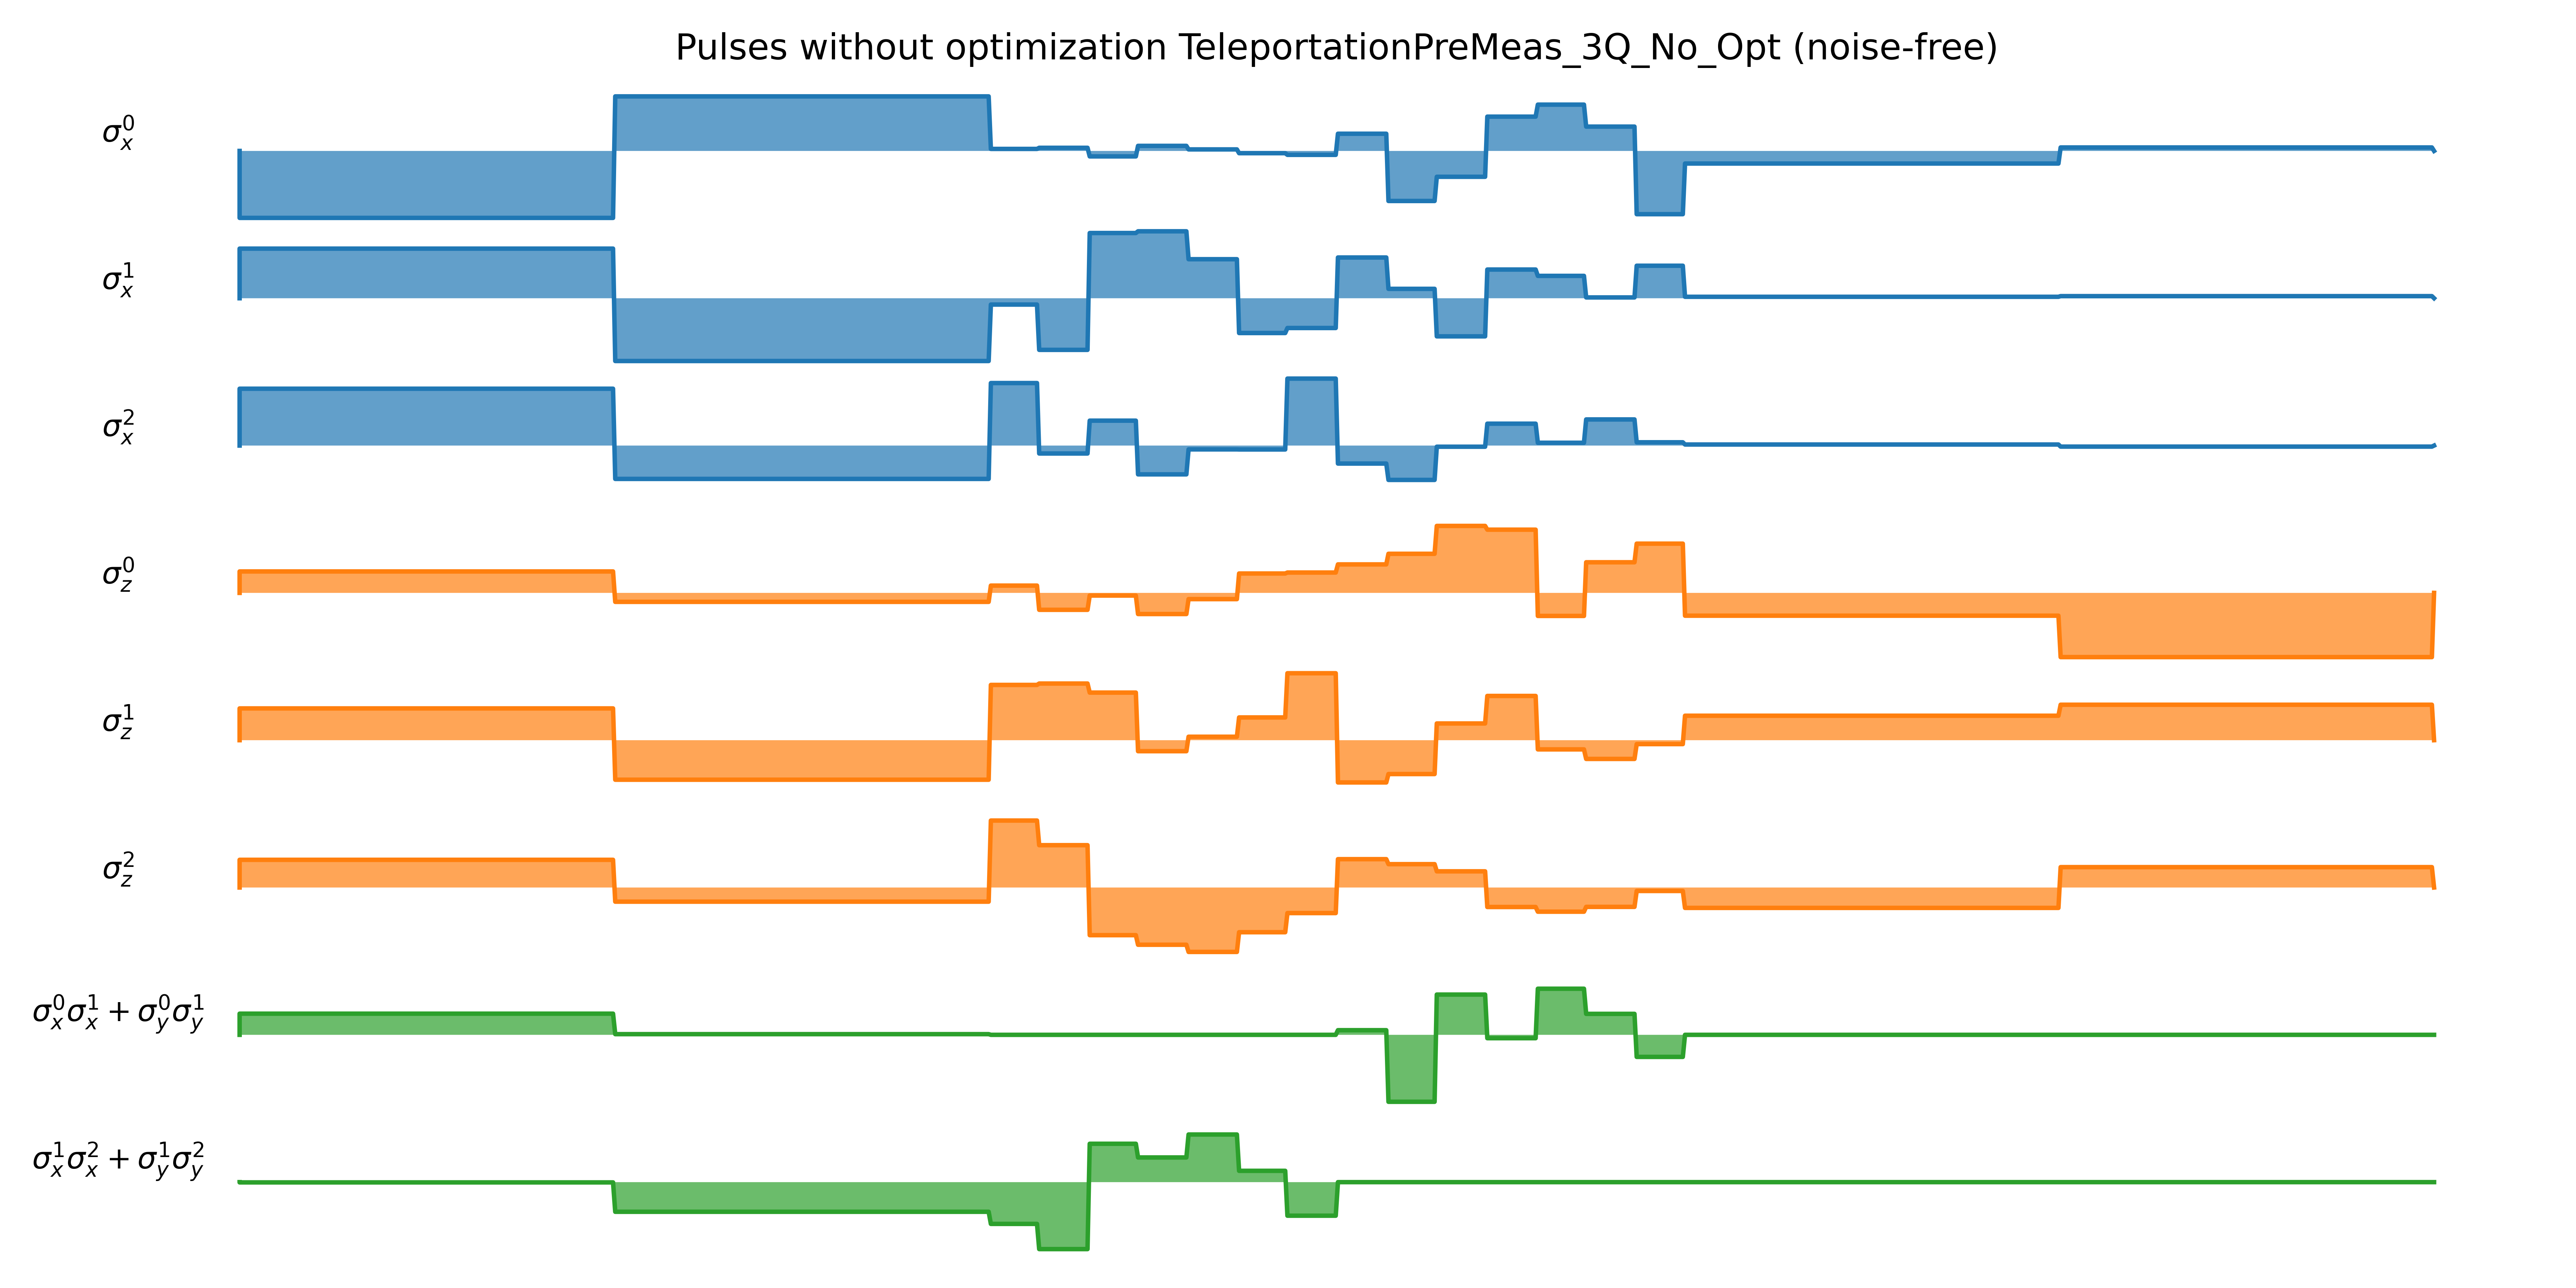 Pulses without optimization TeleportationPreMeas_3Q_No_Opt (noise-free)
σ_x^0
σ_x^1
σ_x^2
σ_z^0
σ_z^1
σ_z^2
σ_x^0σ_x^1 + σ_y^0σ_y^1
σ_x^1σ_x^2 + σ_y^1σ_y^2